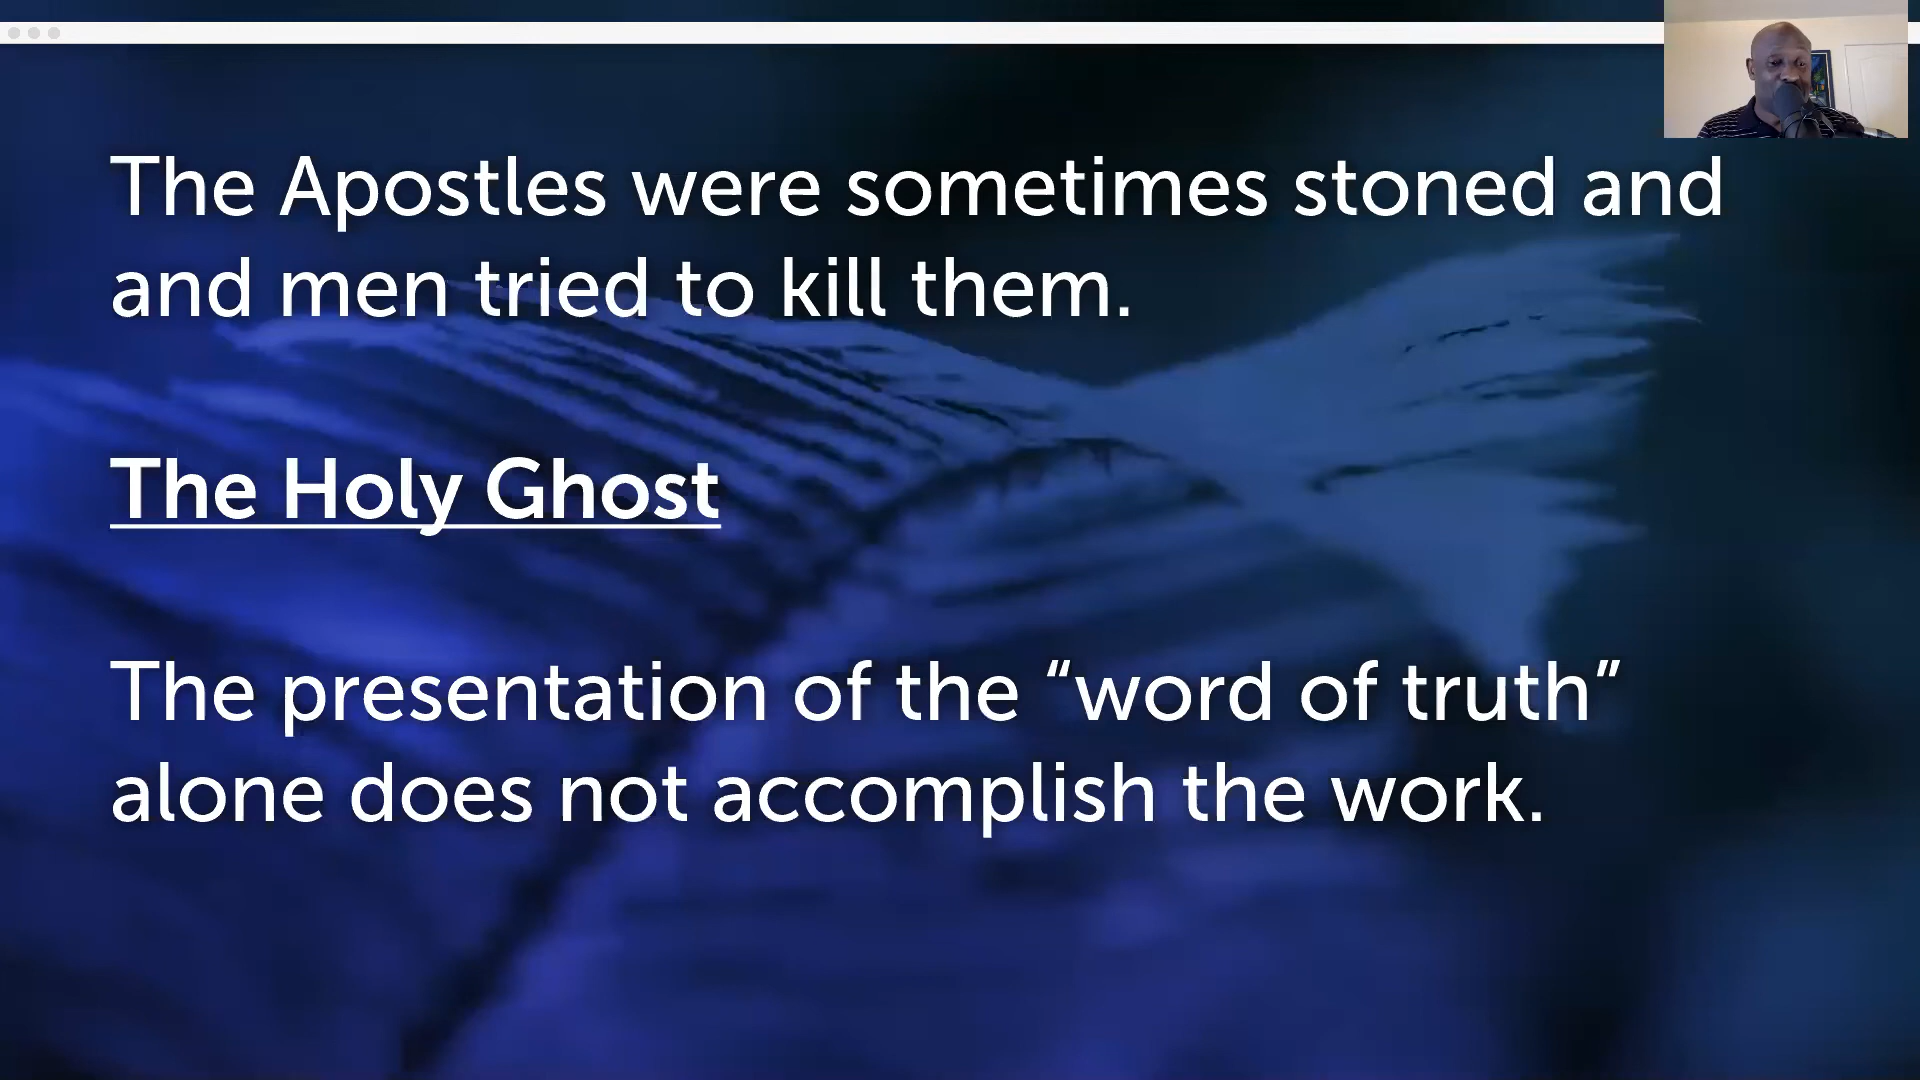 The Apostles were sometimes stoned and
and men tried to kill them.
The Holy Ghost
The presentation of the “word of truth”
alone does not accomplish the work.